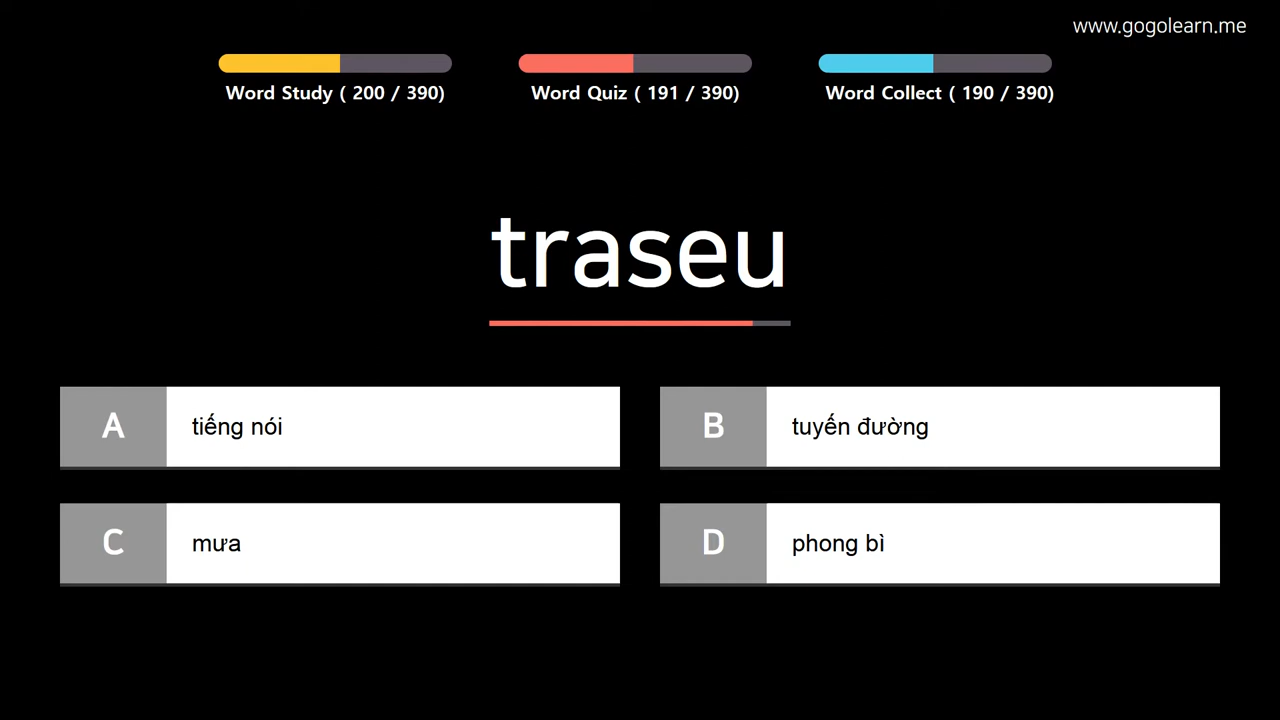 www.gogolearn.me
Word Study ( 200 / 390)
Word Quiz ( 191 / 390)
Word Collect ( 190 / 390)
traseu
A tiếng nói
B tuyến đường
C mưa
D phong bì